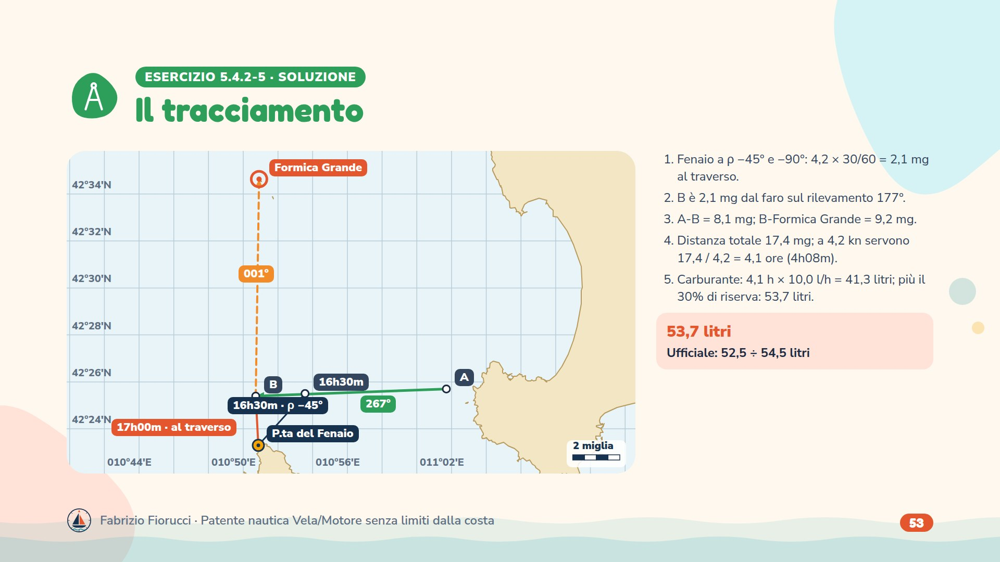 ESERCIZIO 5.4.2-5 · SOLUZIONE
Il tracciamento
Formica Grande
42°34'N
42°32'N
001°
42°30'N
42°28'N
42°26'N
B
16h30m
A
16h30m · ρ −45°
267°
42°24'N
17h00m · al traverso
P.ta del Fenaio
2 miglia
010°44'E
010°50'E
010°56'E
011°02'E
1. Fenaio a ρ −45° e −90°: 4,2 × 30/60 = 2,1 mg
al traverso.
2. B è 2,1 mg dal faro sul rilevamento 177°.
3. A-B = 8,1 mg; B-Formica Grande = 9,2 mg.
4. Distanza totale 17,4 mg; a 4,2 kn servono
17,4 / 4,2 = 4,1 ore (4h08m).
5. Carburante: 4,1 h × 10,0 l/h = 41,3 litri; più il
30% di riserva: 53,7 litri.
53,7 litri
Ufficiale: 52,5 ÷ 54,5 litri
Fabrizio Fiorucci · Patente nautica Vela/Motore senza limiti dalla costa
53